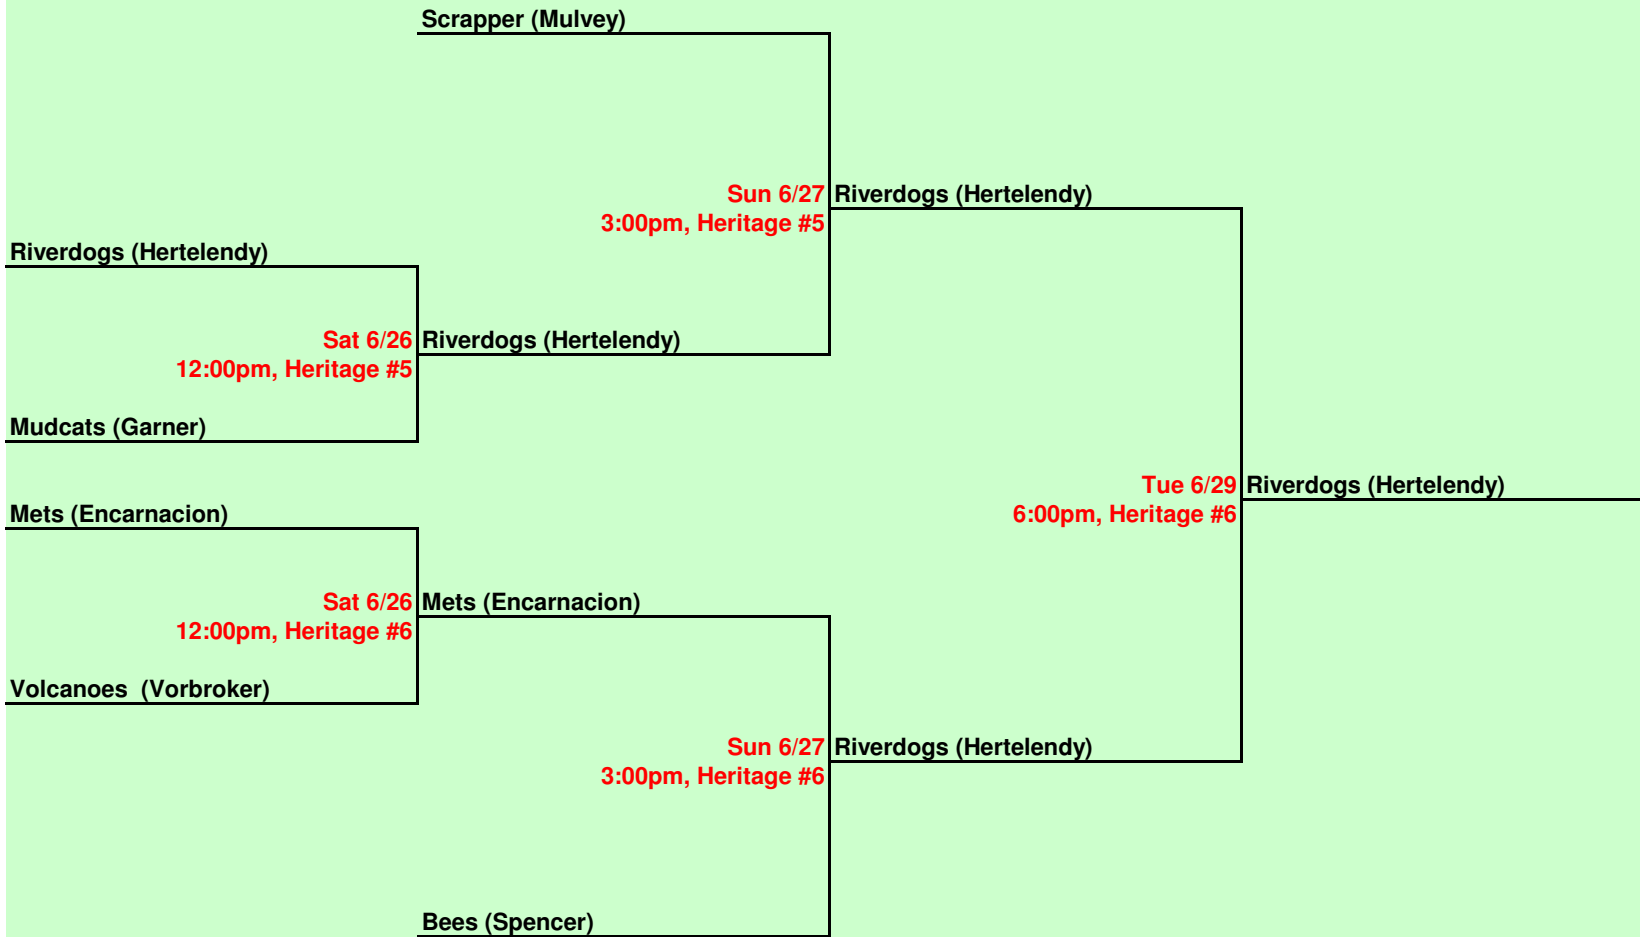 Scrapper (Mulvey)
Sun 6/27 Riverdogs (Hertelendy)
3:00pm, Heritage #5
Riverdogs (Hertelendy)
Sat 6/26 Riverdogs (Hertelendy)
12:00pm, Heritage #5
Mudcats (Garner)
Tue 6/29 Riverdogs (Hertelendy)
Mets (Encarnacion)
6:00pm, Heritage #6
Sat 6/26 Mets (Encarnacion)
12:00pm, Heritage #6
Volcanoes  (Vorbroker)
Sun 6/27 Riverdogs (Hertelendy)
3:00pm, Heritage #6
Bees (Spencer)